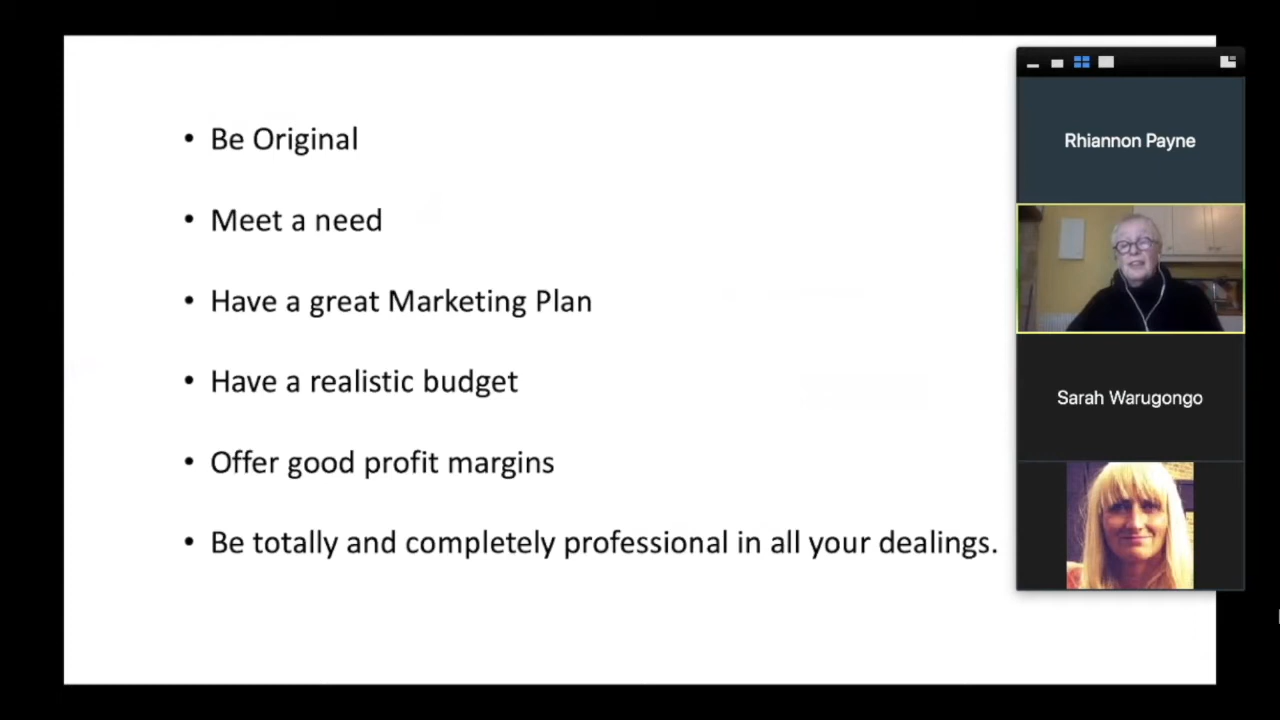 • Be Original
• Meet a need
• Have a great Marketing Plan
• Have a realistic budget
• Offer good profit margins
• Be totally and completely professional in all your dealings.
Rhiannon Payne
Sarah Warugongo